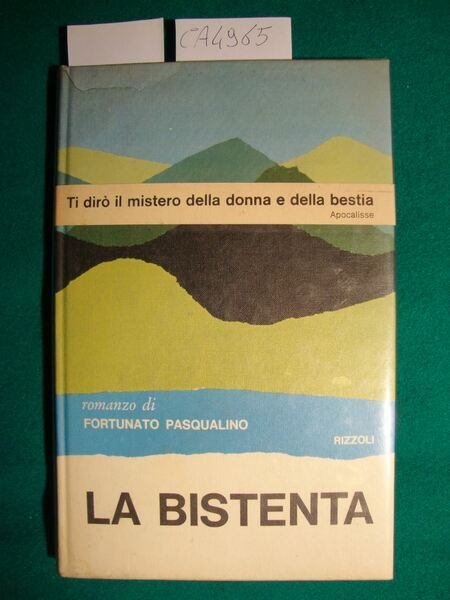 CA4965
Ti dirò il mistero della donna e della bestia
Apocalisse
romanzo di
FORTUNATO PASQUALINO
RIZZOLI
LA BISTENTA